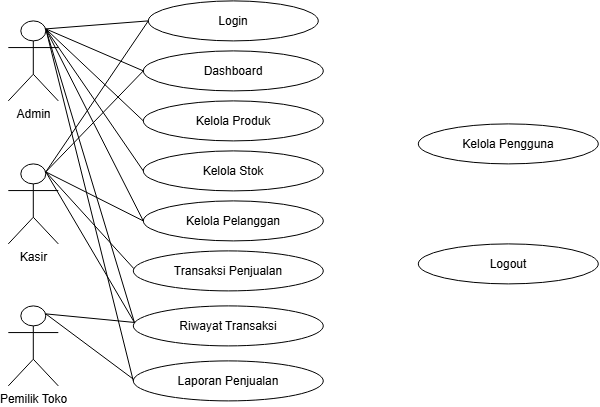 Login
Dashboard
Admin
Kelola Produk
Kelola Pengguna
Kelola Stok
Kelola Pelanggan
Kasir
Transaksi Penjualan
Logout
Riwayat Transaksi
Laporan Penjualan
Pemilik Toko